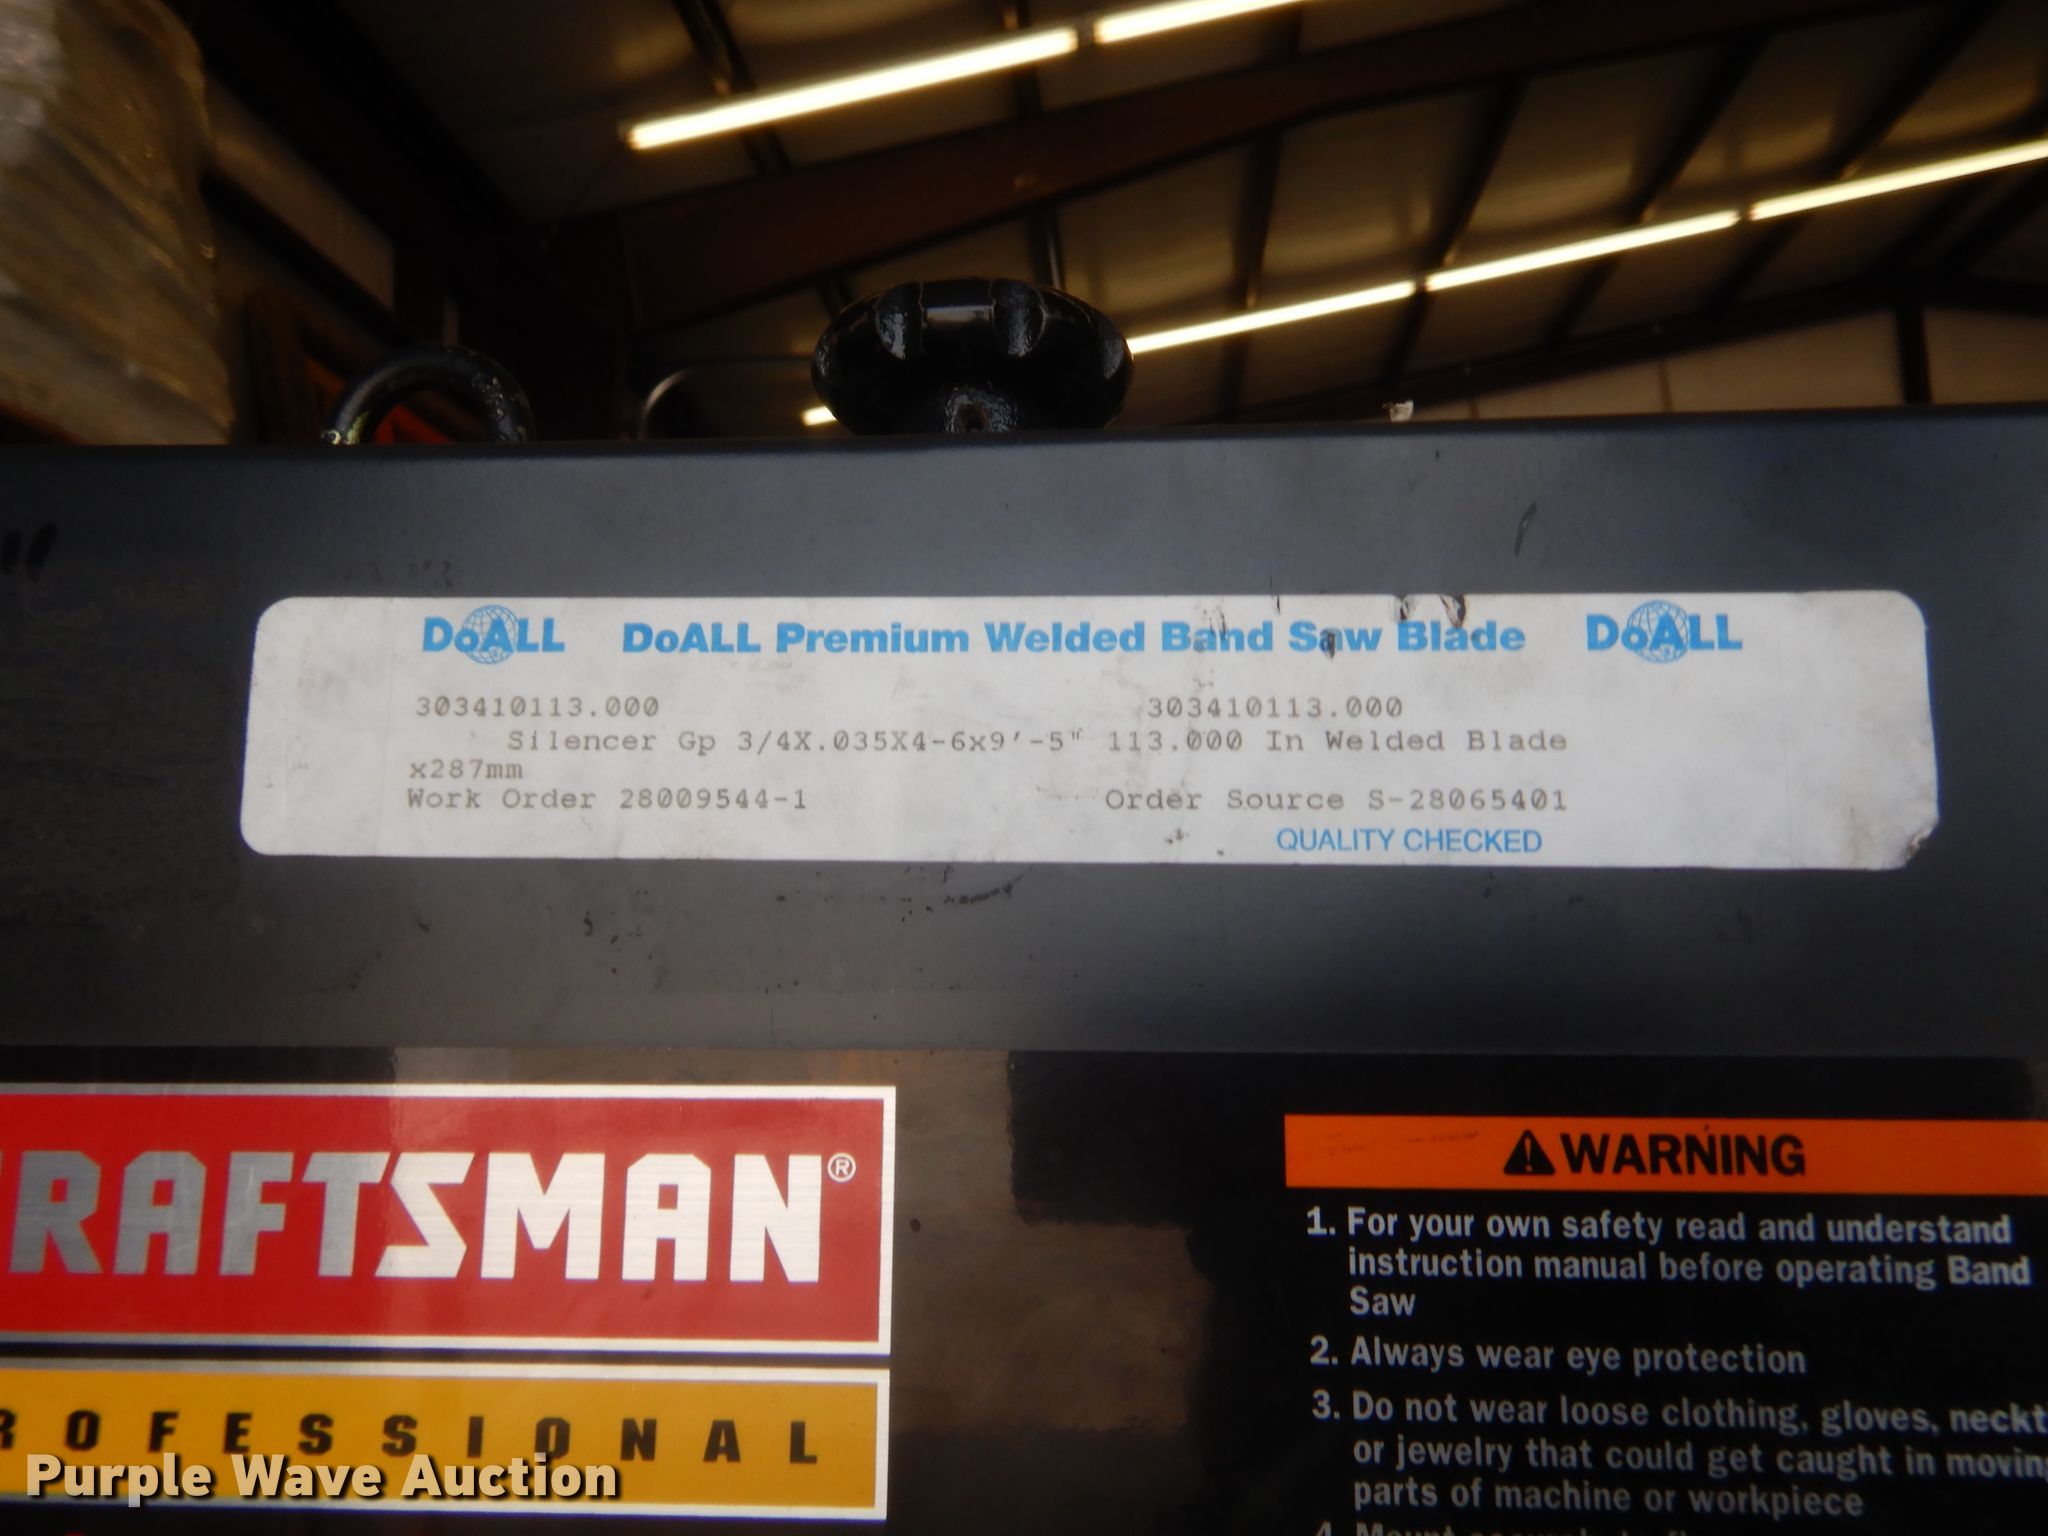 DoALL DoALL Premium Welded Band Saw Blade DoALL
303410113.000 303410113.000
Silencer Gp 3/4X.035X4-6x9'-5" 113.000 In Welded Blade
x287mm
Work Order 28009544-1 Order Source S-28065401
QUALITY CHECKED
CRAFTSMAN®
ROFESSIONAL
WARNING
1. For your own safety read and understand
instruction manual before operating Band
Saw
2. Always wear eye protection
3. Do not wear loose clothing, gloves, neckt
or jewelry that could get caught in moving
parts of machine or workpiece
4. Mount
Purple Wave Auction